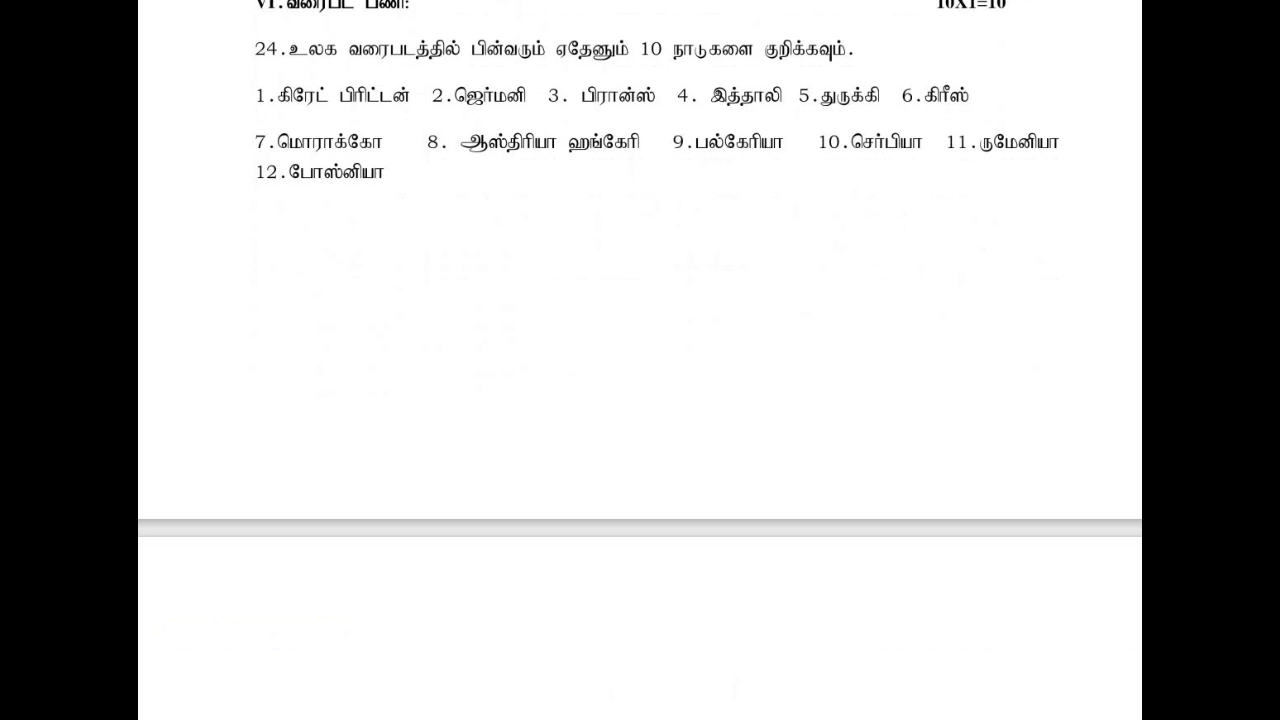 VI.வரைபட பணி: 10X1=10
24.உலக வரைபடத்தில் பின்வரும் ஏதேனும் 10 நாடுகளை குறிக்கவும்.
1.கிரேட் பிரிட்டன் 2.ஜெர்மனி 3. பிரான்ஸ் 4. இத்தாலி 5.துருக்கி 6.கிரீஸ்
7.மொராக்கோ 8. ஆஸ்திரியா ஹங்கேரி 9.பல்கேரியா 10.செர்பியா 11.ருமேனியா
12.போஸ்னியா